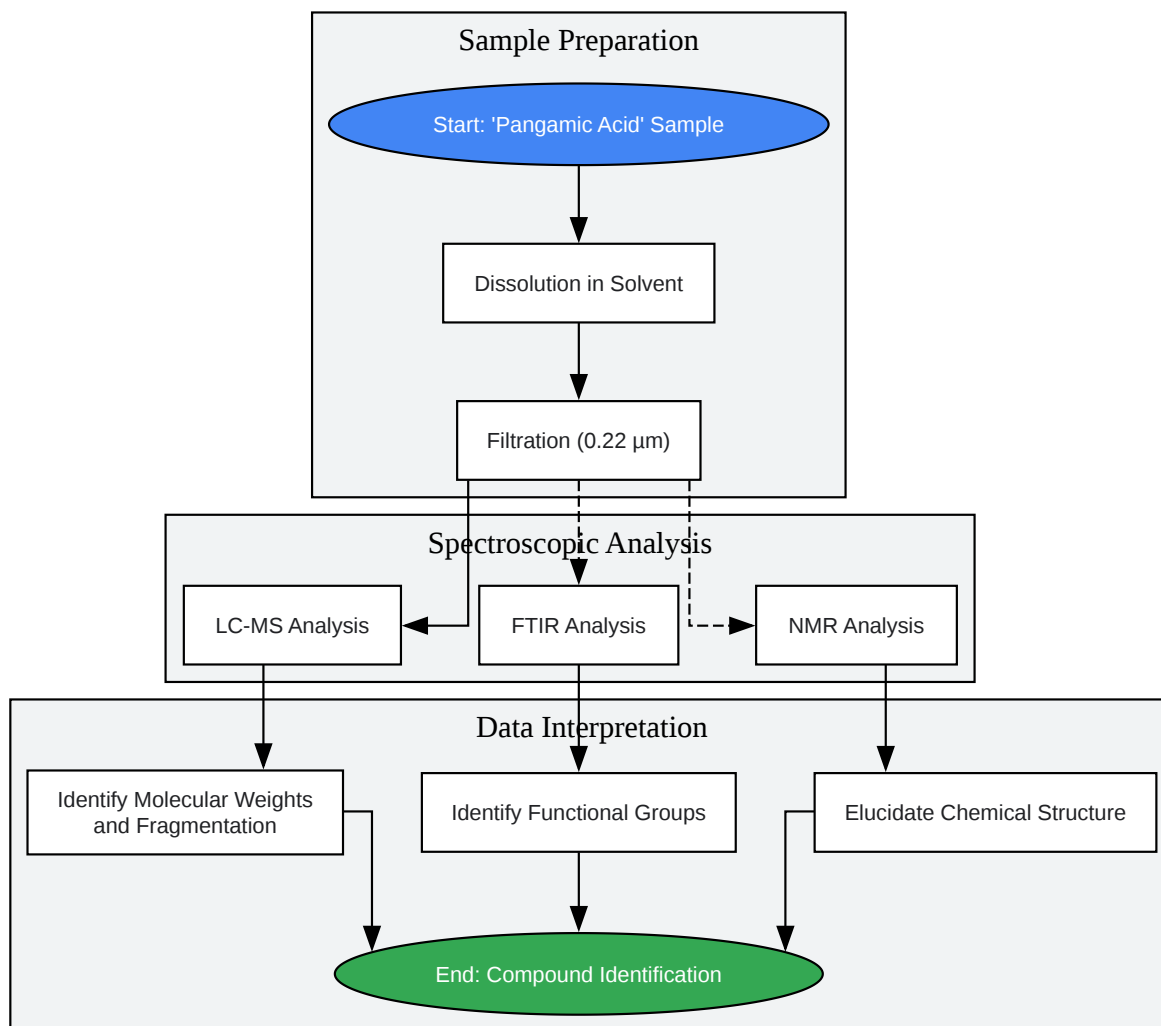 Sample Preparation
Start: 'Pangamic Acid' Sample
Dissolution in Solvent
Filtration (0.22 µm)
Spectroscopic Analysis
LC-MS Analysis
FTIR Analysis
NMR Analysis
Data Interpretation
Identify Molecular Weights
and Fragmentation
Identify Functional Groups
Elucidate Chemical Structure
End: Compound Identification